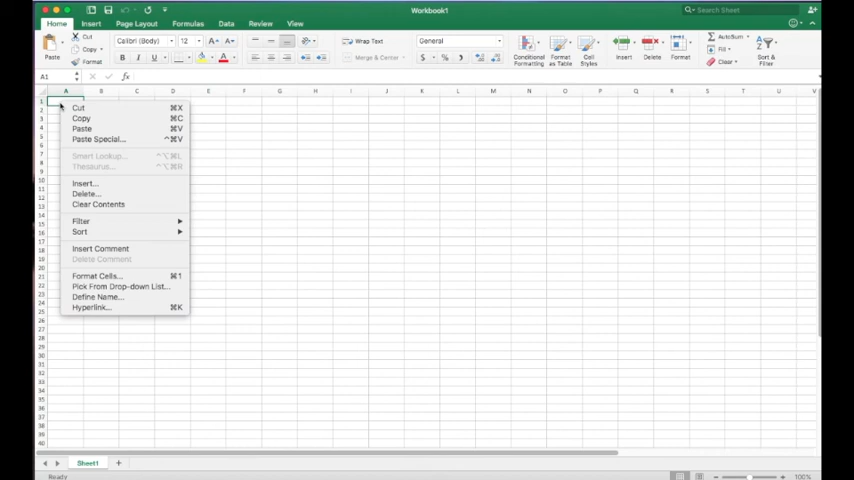 Workbook1
Search Sheet
Home Insert Page Layout Formulas Data Review View
Paste
Cut
Copy
Format
Calibri (Body) 12 A A
B I U A
Wrap Text
Merge & Center
General
$ % ,
Conditional Formatting
Format as Table
Cell Styles
Insert
Delete
Format
AutoSum
Fill
Clear
Sort & Filter
A1 fx
A B C D E F G H I J K L M N O P Q R S T U V
1
2
3
4
5
6
7
8
9
10
11
12
13
14
15
16
17
18
19
20
21
22
23
24
25
26
27
28
29
30
31
32
33
34
35
36
37
38
39
40
Cut ⌘X
Copy ⌘C
Paste ⌘V
Paste Special... ^⌘V
Smart Lookup... ^⌥⌘L
Thesaurus... ^⌥⌘R
Insert...
Delete...
Clear Contents
Filter
Sort
Insert Comment
Delete Comment
Format Cells... ⌘1
Pick From Drop-down List...
Define Name...
Hyperlink... ⌘K
Sheet1 +
Ready
100%